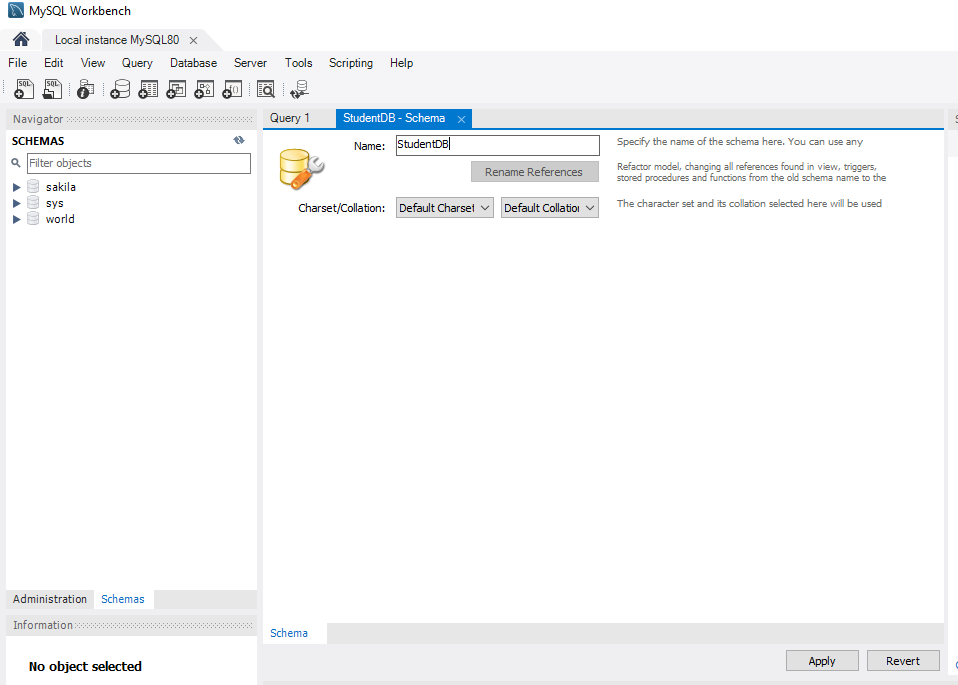 MySQL Workbench
Local instance MySQL80
File Edit View Query Database Server Tools Scripting Help
Navigator
SCHEMAS
Filter objects
sakila
sys
world
Administration Schemas
Information
No object selected
Query 1 StudentDB - Schema
Name: StudentDB Specify the name of the schema here. You can use any
Rename References Refactor model, changing all references found in view, triggers,
stored procedures and functions from the old schema name to the
Charset/Collation: Default Charset Default Collation The character set and its collation selected here will be used
Schema
Apply Revert